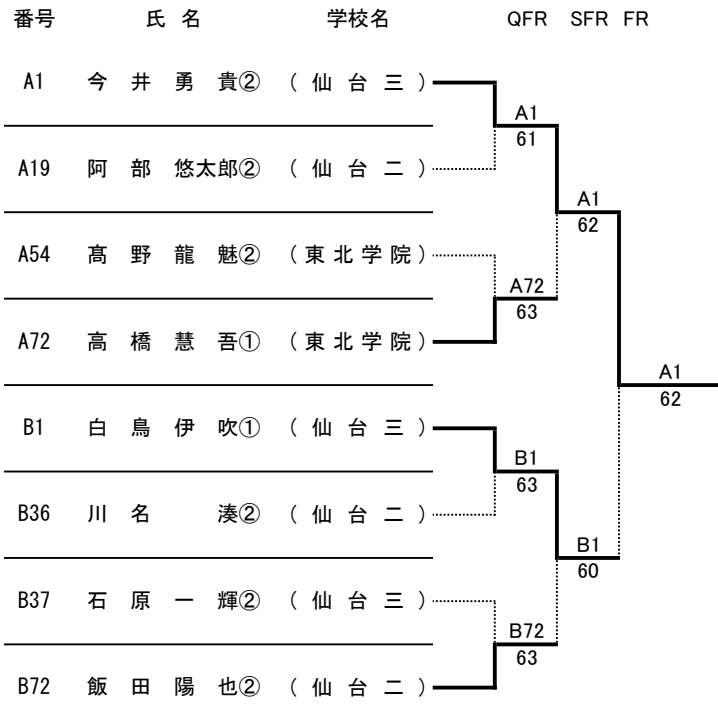 番号 氏 名 学校名 QFR SFR FR
A1 今 井 勇 貴② ( 仙 台 三 )
A1
61
A19 阿 部 悠太郎② ( 仙 台 二 )
A1
62
A54 髙 野 龍 魅② ( 東 北 学 院 )
A72
63
A72 高 橋 慧 吾① ( 東 北 学 院 )
A1
62
B1 白 鳥 伊 吹① ( 仙 台 三 )
B1
63
B36 川 名 湊② ( 仙 台 二 )
B1
60
B37 石 原 一 輝② ( 仙 台 三 )
B72
63
B72 飯 田 陽 也② ( 仙 台 二 )